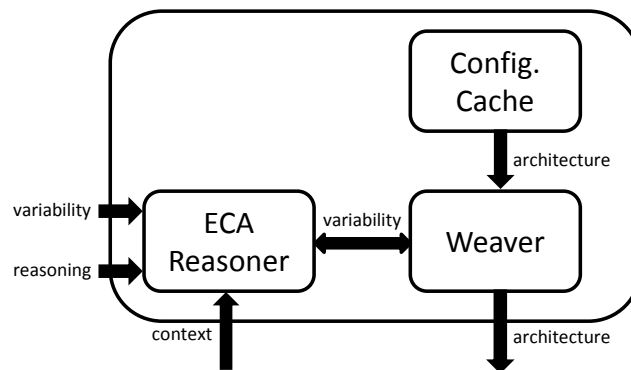 Config.
Cache
architecture
variability
variability
ECA
Reasoner
Weaver
reasoning
context
architecture